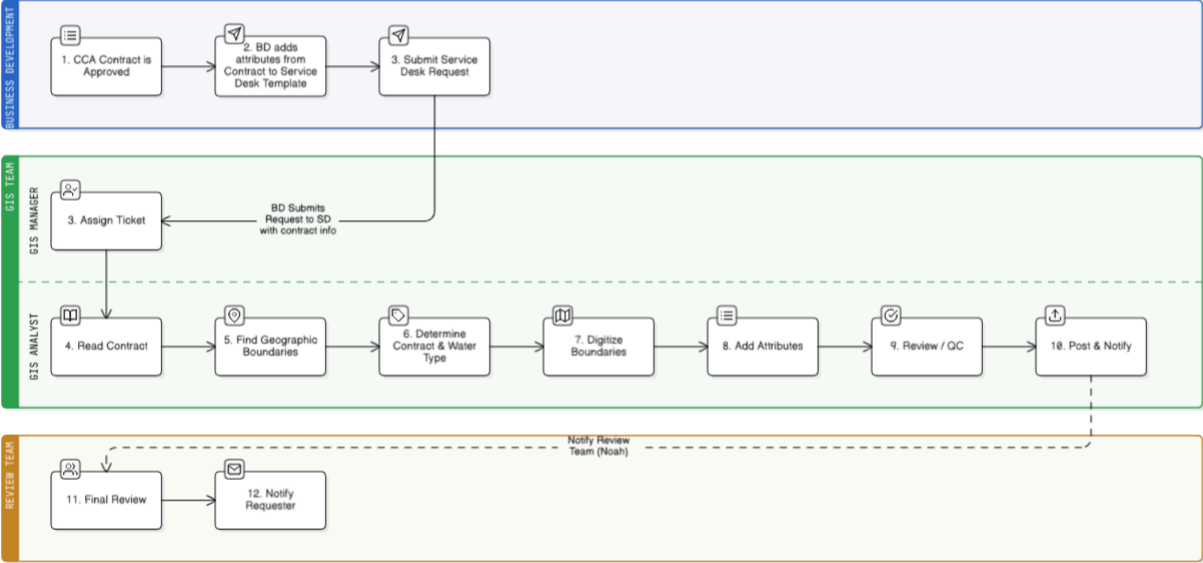 BUSINESS DEVELOPMENT
1. CCA Contract is
Approved
2. BD adds
attributes from
Contract to Service
Desk Template
3. Submit Service
Desk Request
GIS TEAM
GIS MANAGER
3. Assign Ticket
BD Submits
Request to SD
with contract info
GIS ANALYST
4. Read Contract
5. Find Geographic
Boundaries
6. Determine
Contract & Water
Type
7. Digitize
Boundaries
8. Add Attributes
9. Review / QC
10. Post & Notify
REVIEW TEAM
Notify Review
Team (Noah)
11. Final Review
12. Notify
Requester